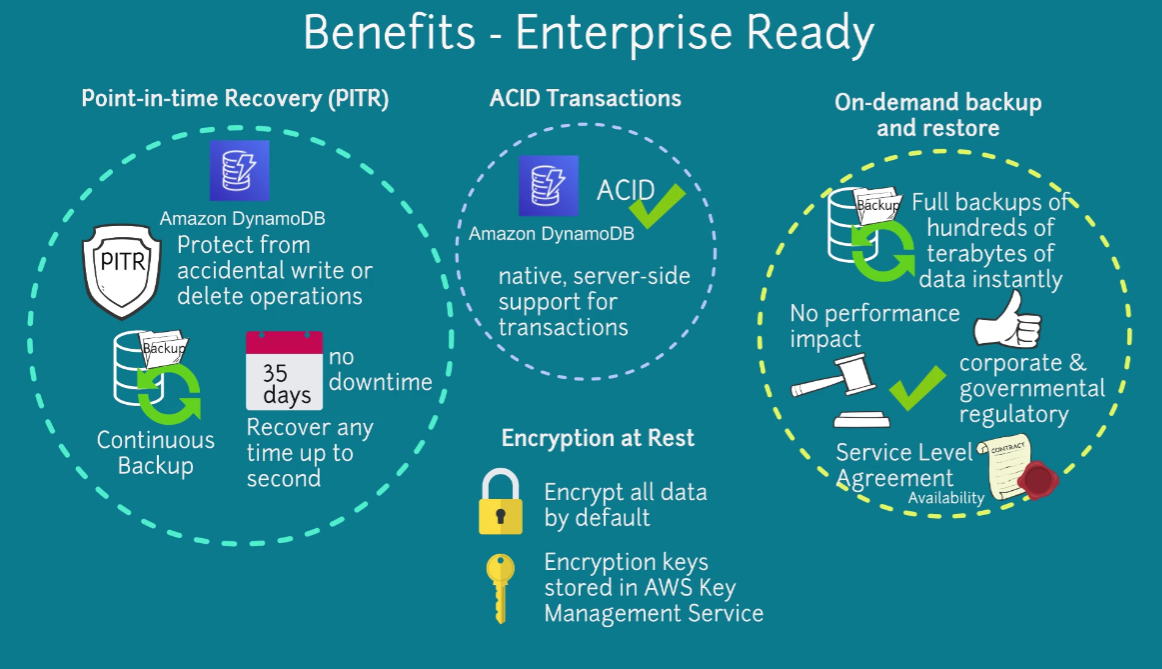 Benefits - Enterprise Ready
Point-in-time Recovery (PITR)
Amazon DynamoDB
PITR
Protect from
accidental write or
delete operations
Backup
Continuous
Backup
35
days
no
downtime
Recover any
time up to
second
ACID Transactions
Amazon DynamoDB
ACID
native, server-side
support for
transactions
Encryption at Rest
Encrypt all data
by default
Encryption keys
stored in AWS Key
Management Service
On-demand backup
and restore
Backup
Full backups of
hundreds of
terabytes of
data instantly
No performance
impact
corporate &
governmental
regulatory
Service Level
Agreement
Availability
CONTRACT